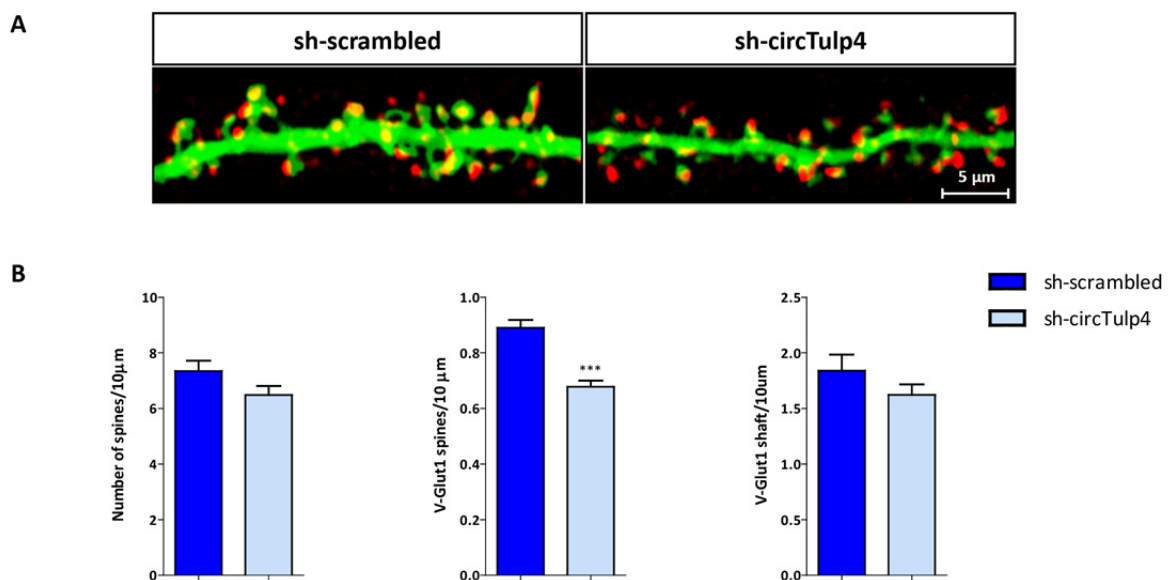 A
sh-scrambled
sh-circTulp4
5 μm
B
sh-scrambled
sh-circTulp4
Number of spines/10μm
10
8
6
4
2
0
V-Glut1 spines/10 μm
1.0
0.8
0.6
0.4
0.2
0.0
***
V-Glut1 shaft/10um
2.5
2.0
1.5
1.0
0.5
0.0